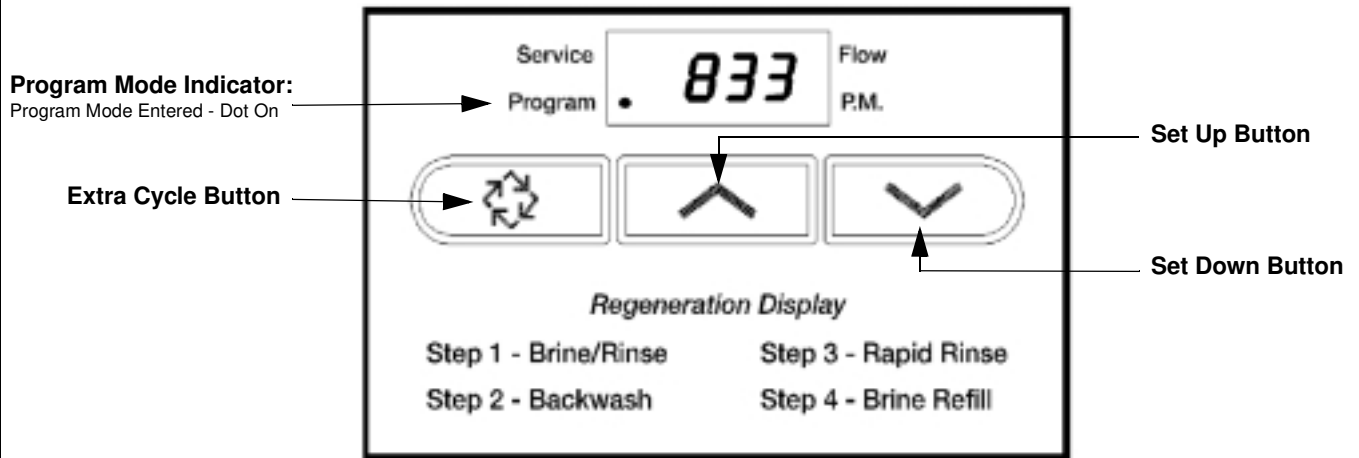 Service
833
Flow
Program Mode Indicator:
Program Mode Entered - Dot On
Program
P.M.
Set Up Button
Extra Cycle Button
Set Down Button
Regeneration Display
Step 1 - Brine/Rinse
Step 3 - Rapid Rinse
Step 2 - Backwash
Step 4 - Brine Refill